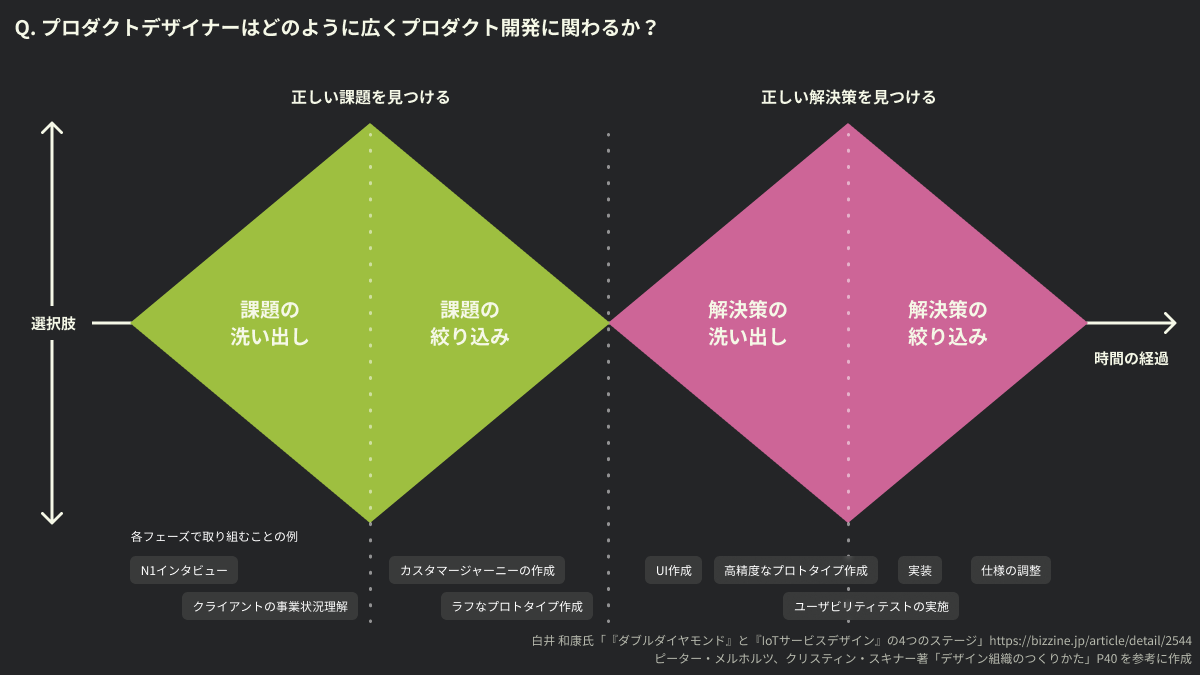 Q. プロダクトデザイナーはどのように広くプロダクト開発に関わるか？
正しい課題を見つける
正しい解決策を見つける
選択肢
課題の
洗い出し
課題の
絞り込み
解決策の
洗い出し
解決策の
絞り込み
時間の経過
各フェーズで取り組むことの例
N1インタビュー
カスタマージャーニーの作成
UI作成
高精度なプロトタイプ作成
実装
仕様の調整
クライアントの事業状況理解
ラフなプロトタイプ作成
ユーザビリティテストの実施
白井 和康氏「『ダブルダイヤモンド』と『IoTサービスデザイン』の4つのステージ」https://bizzine.jp/article/detail/2544
ピーター・メルホルツ、クリスティン・スキナー著「デザイン組織のつくりかた」P40 を参考に作成